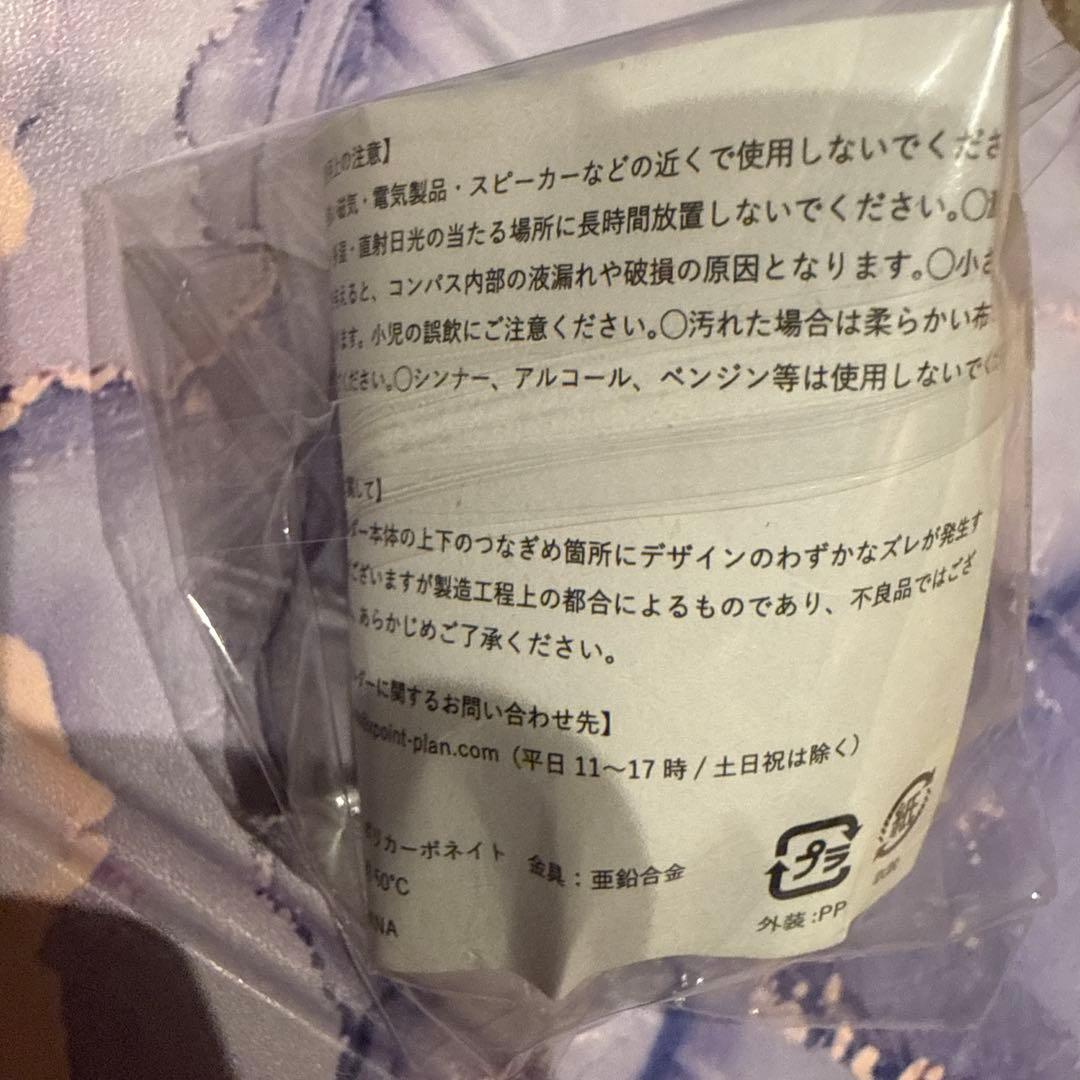 上の注意】
磁気・電気製品・スピーカーなどの近くで使用しないでくださ
温・直射日光の当たる場所に長時間放置しないでください。〇
えると、コンパス内部の液漏れや破損の原因となります。〇小さ
ます。小児の誤飲にご注意ください。〇汚れた場合は柔らかい布
ください。〇シンナー、アルコール、ベンジン等は使用しないでく
して】
ダー本体の上下のつなぎめ箇所にデザインのわずかなズレが発生す
ございますが製造工程上の都合によるものであり、不良品ではござ
あらかじめご了承ください。
ダーに関するお問い合わせ先】
point-plan.com（平日 11〜17 時 / 土日祝は除く）
リカーボネイト 金具：亜鉛合金
60°C
NA
プラ
外装:PP
紙